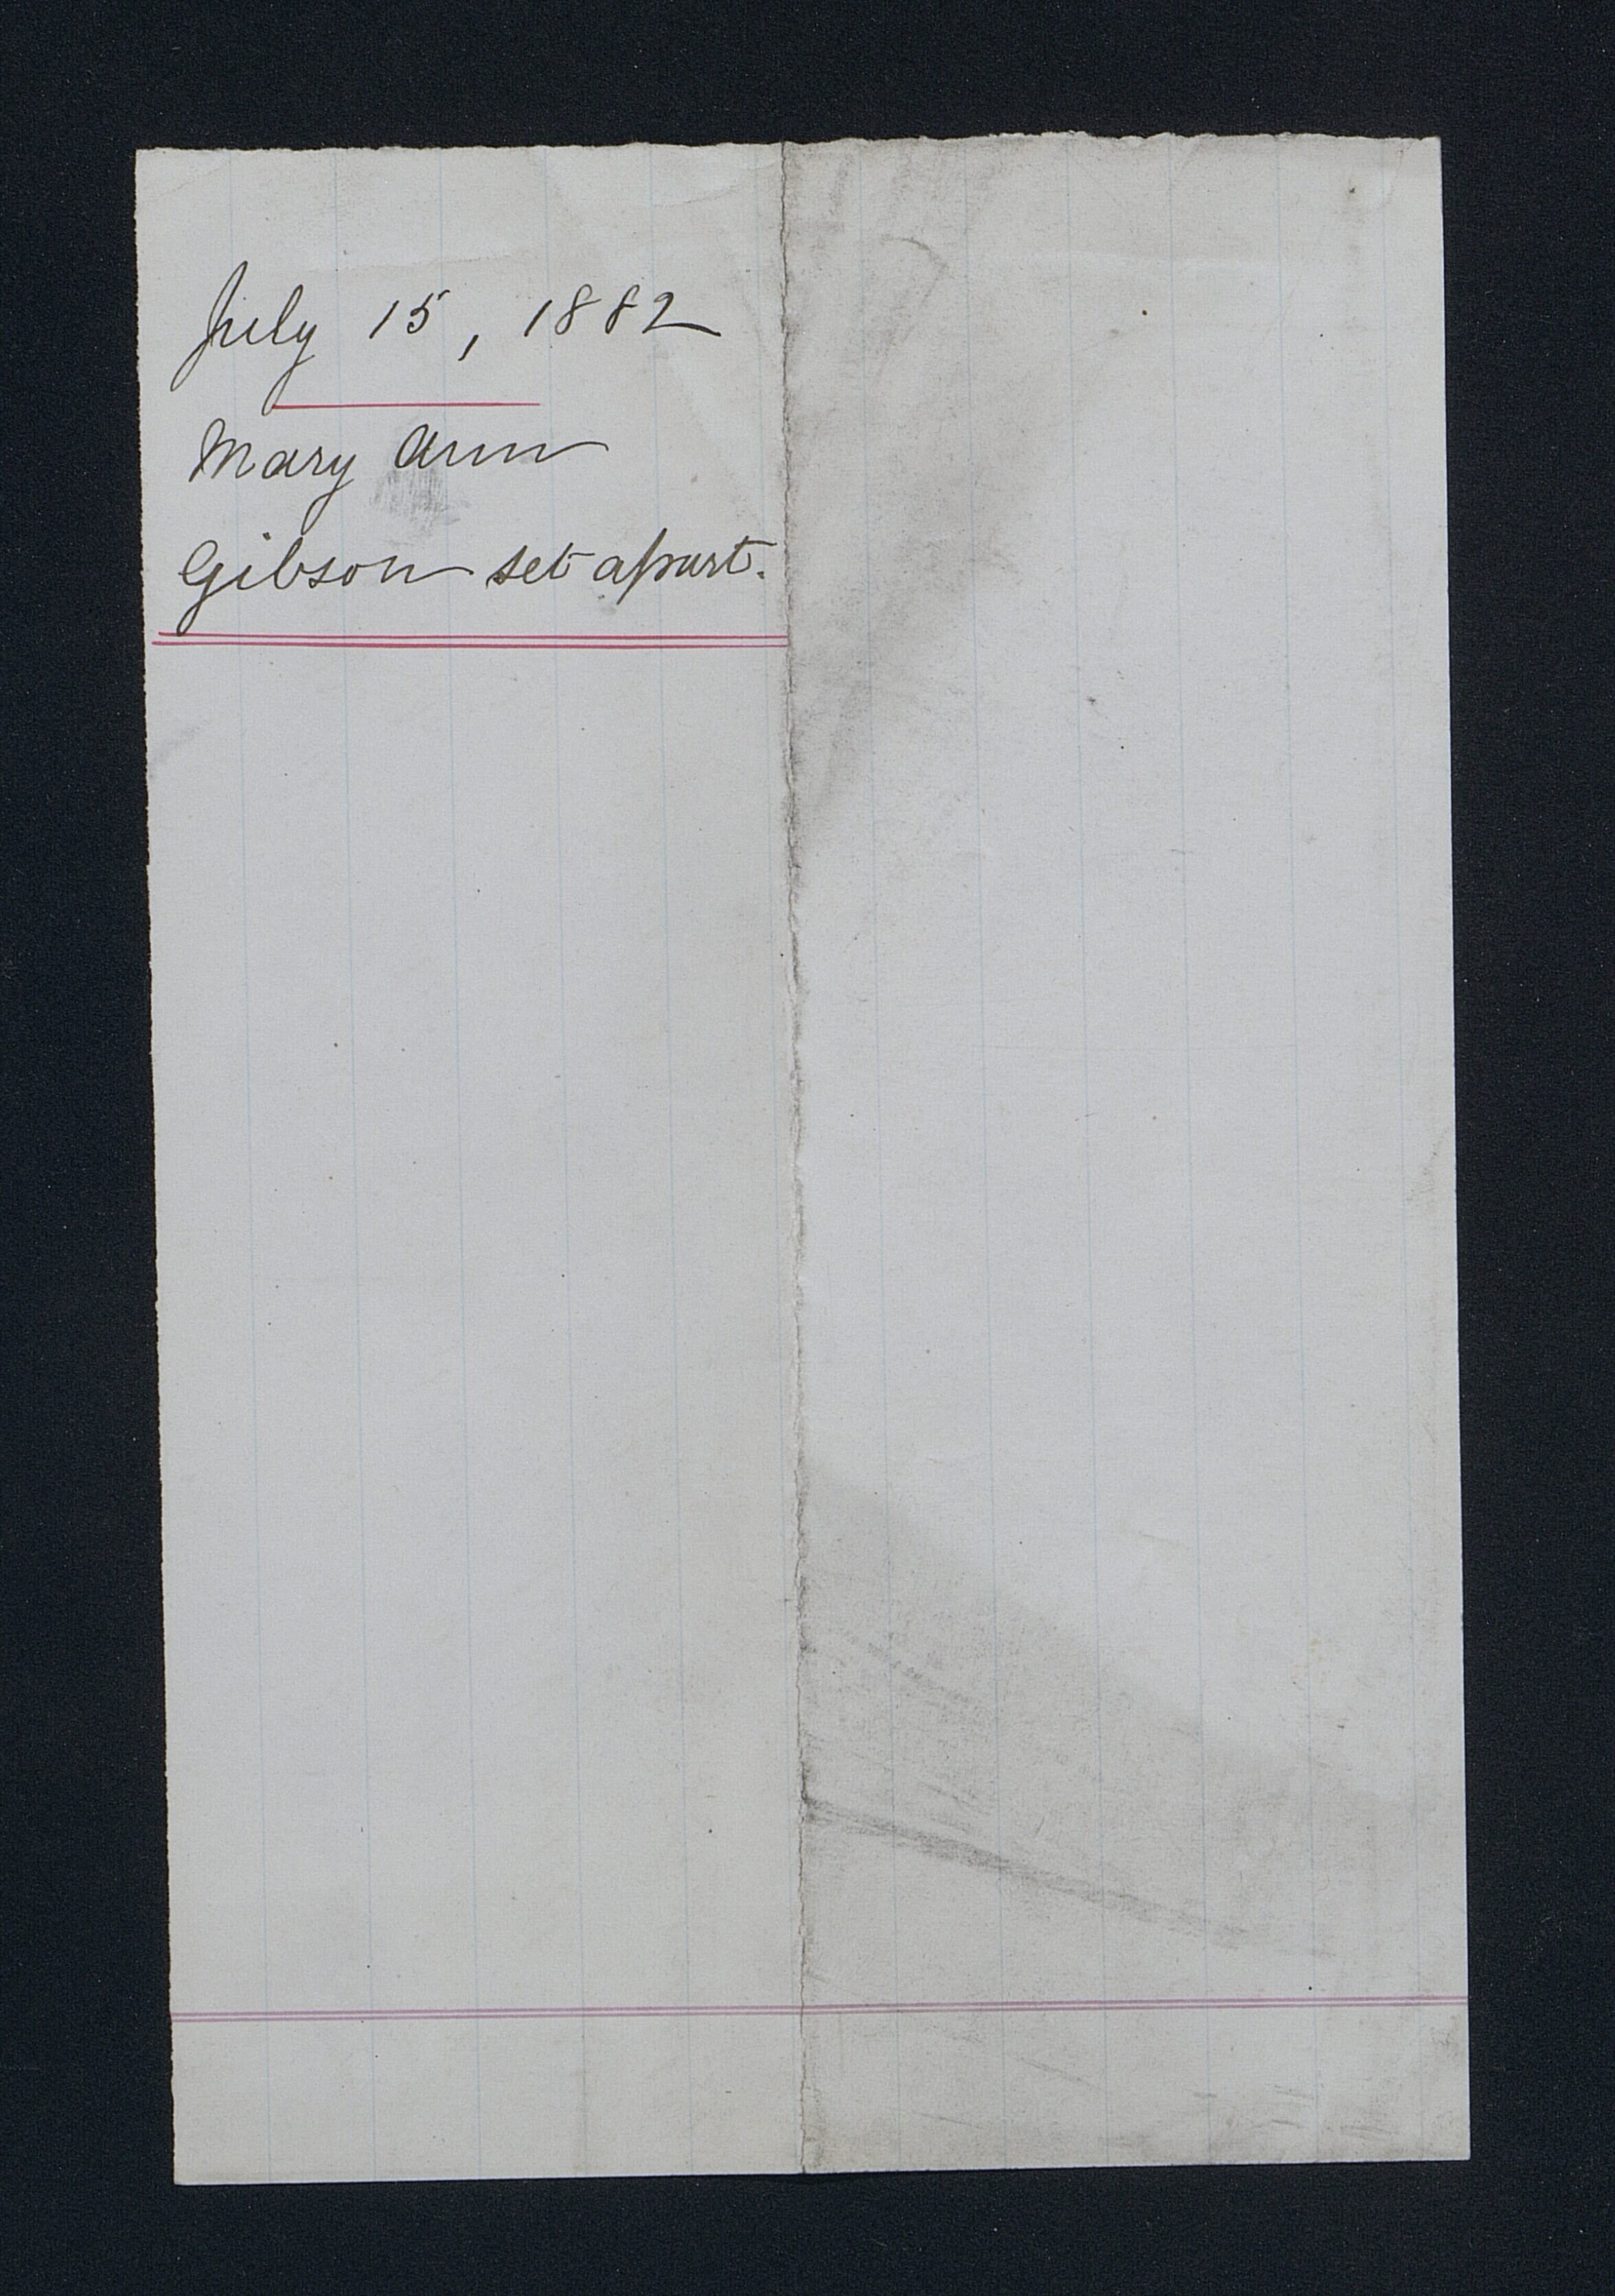 July 15, 1882
Mary Ann
Gibson set apart.